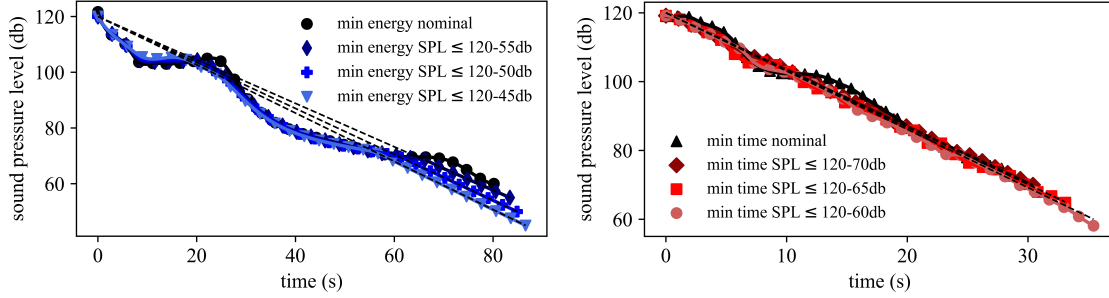 sound pressure level (db)
120
100
80
60
0
20
40
60
80
time (s)
min energy nominal
min energy SPL ≤ 120-55db
min energy SPL ≤ 120-50db
min energy SPL ≤ 120-45db
sound pressure level (db)
120
100
80
60
0
10
20
30
time (s)
min time nominal
min time SPL ≤ 120-70db
min time SPL ≤ 120-65db
min time SPL ≤ 120-60db